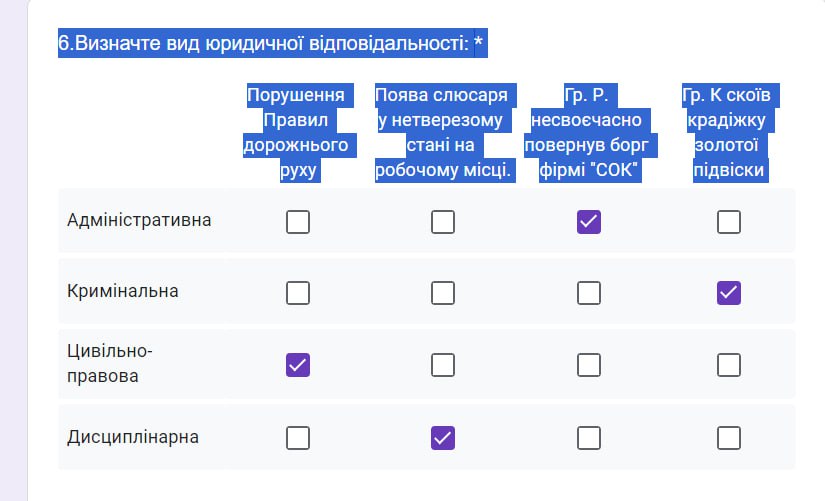 6.Визначте вид юридичної відповідальності: *
Порушення
Правил
дорожнього
руху
Поява слюсаря
у нетверезому
стані на
робочому місці.
Гр. Р.
несвоєчасно
повернув борг
фірмі "СОК"
Гр. К скоїв
крадіжку
золотої
підвіски
Адміністративна
Кримінальна
Цивільно-
правова
Дисциплінарна